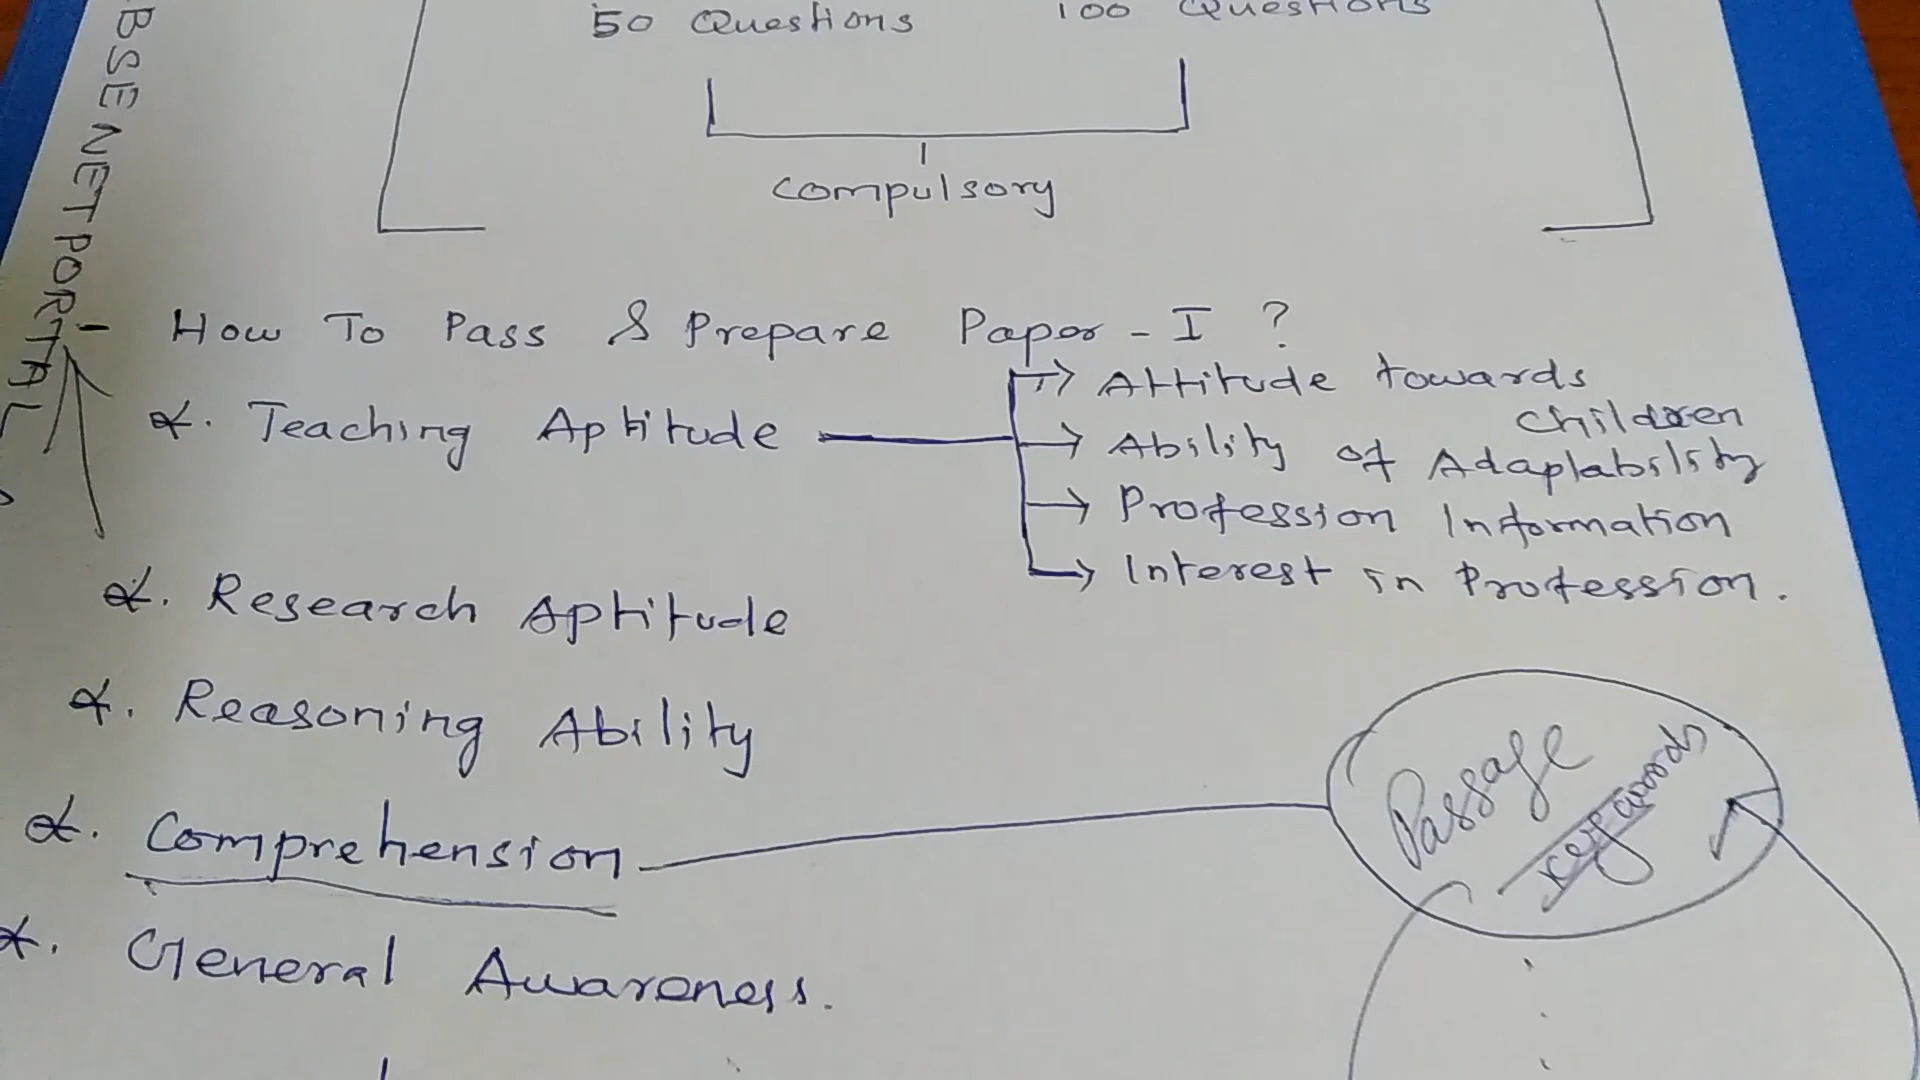 50 Questions 100 Questions
Compulsory
BSE NET PORTAL
How To Pass & Prepare Paper - I ?
Teaching Aptitude
Attitude towards
Children
Ability of Adaptability
Profession Information
Interest in Profession.
Research Aptitude
Reasoning Ability
Comprehension
Passage
keywords
General Awareness.